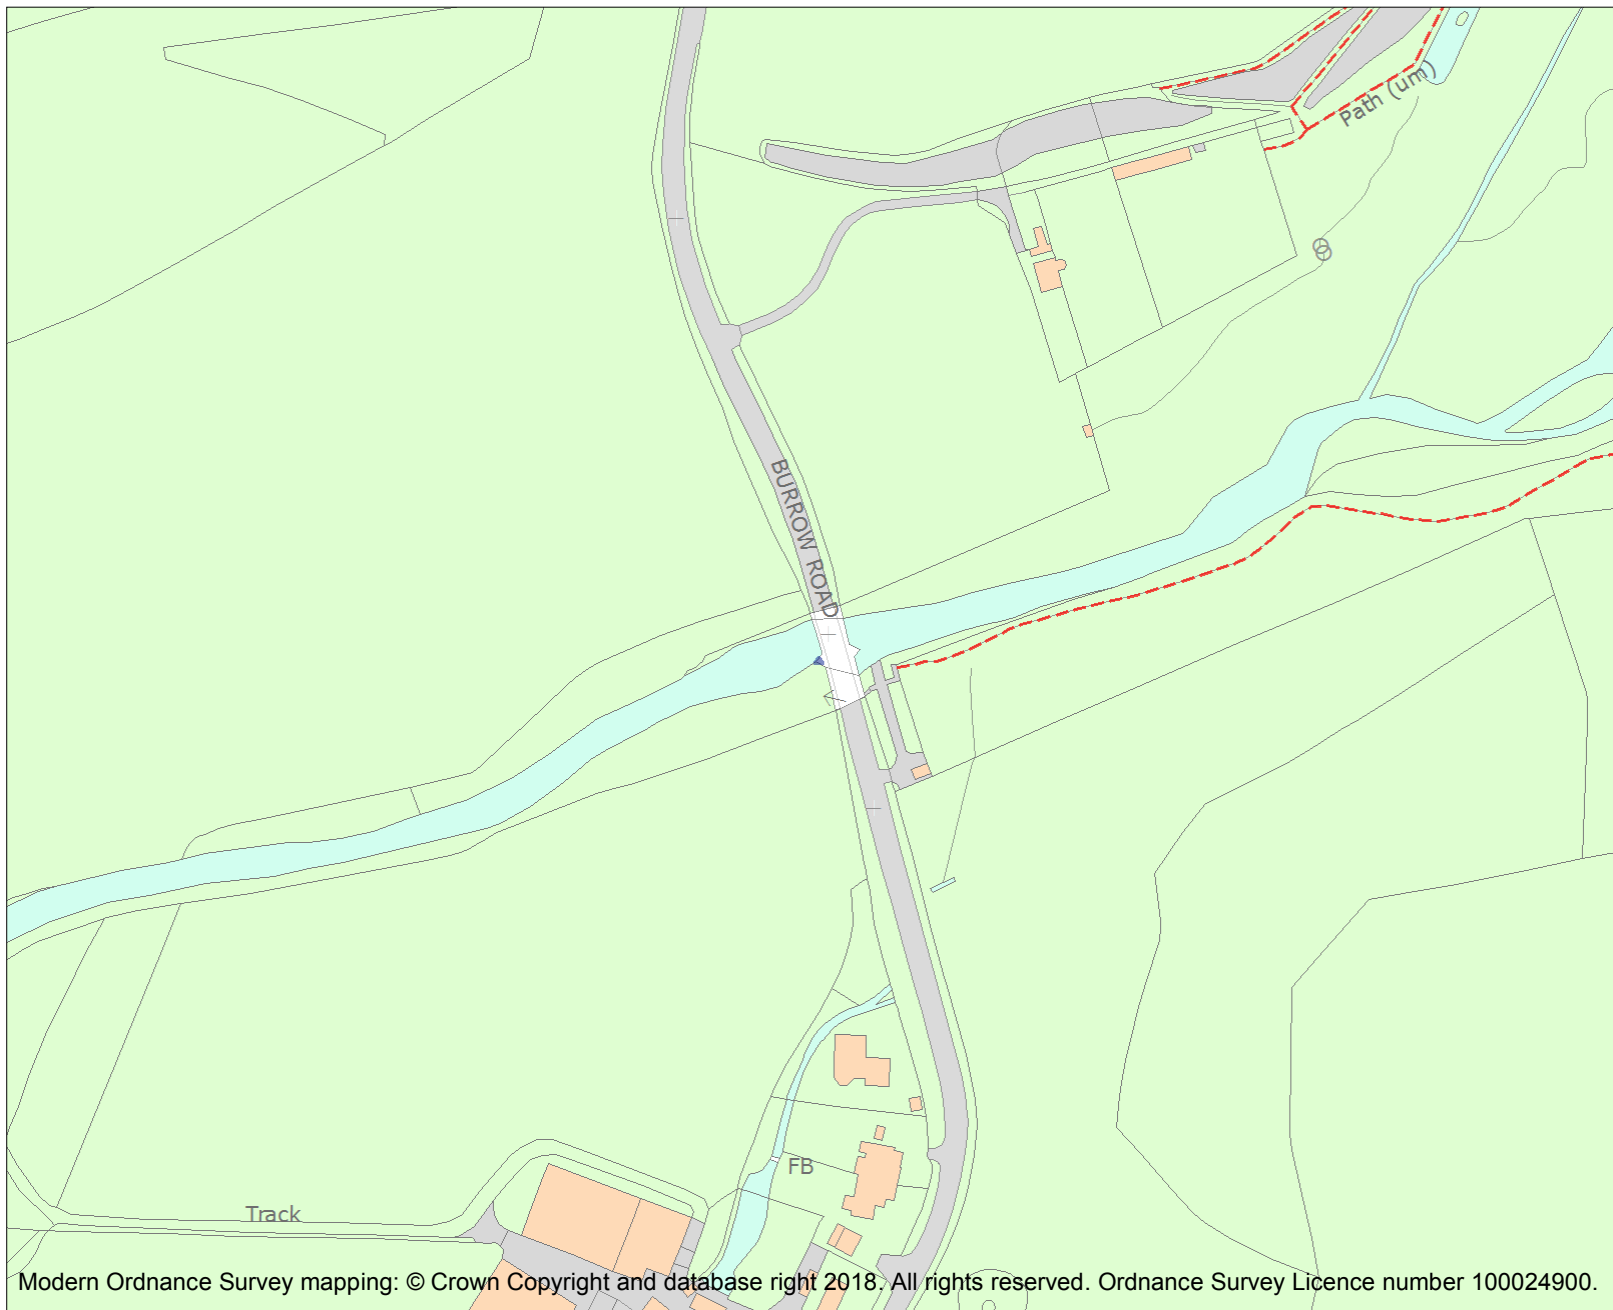 Path (um)
BURROW ROAD
FB
Track
Modern Ordnance Survey mapping: © Crown Copyright and database right 2018. All rights reserved. Ordnance Survey Licence number 100024900.